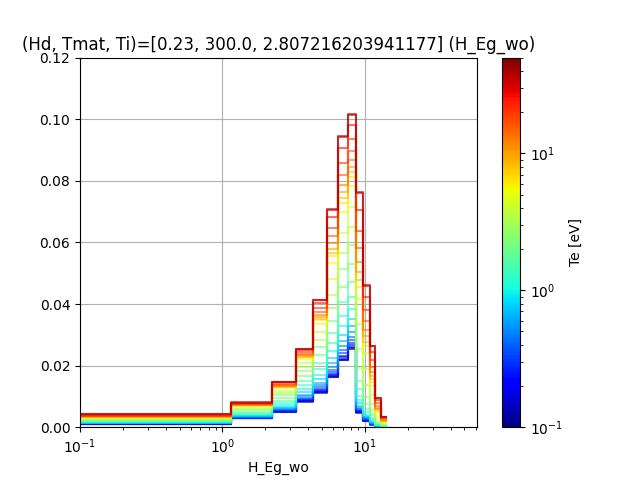 (Hd, Tmat, Ti)=[0.23, 300.0, 2.807216203941177] (H_Eg_wo)
0.12
0.10
0.08
0.06
0.04
0.02
0.00
10⁻¹ 10⁰ 10¹
H_Eg_wo
10¹
10⁰
10⁻¹
Te [eV]